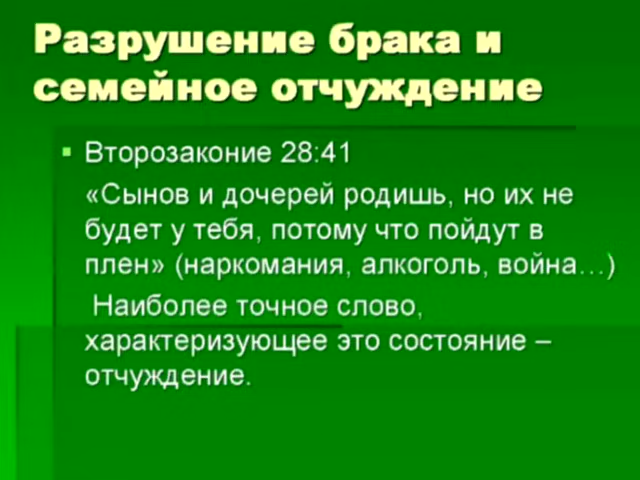 Разрушение брака и
семейное отчуждение
Второзаконие 28:41
«Сынов и дочерей родишь, но их не
будет у тебя, потому что пойдут в
плен» (наркомания, алкоголь, война…)
Наиболее точное слово,
характеризующее это состояние –
отчуждение.